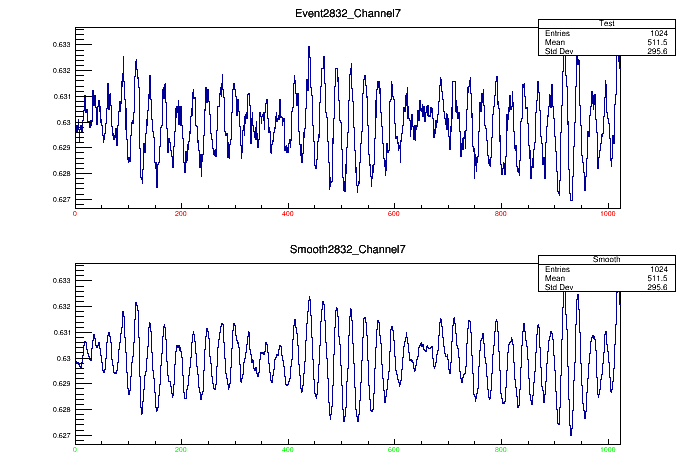 Event2832_Channel7
Test
Entries 1024
Mean 511.5
Std Dev 295.6
0.633
0.632
0.631
0.63
0.629
0.628
0.627
0 200 400 600 800 1000
Smooth2832_Channel7
Smooth
Entries 1024
Mean 511.5
Std Dev 295.6
0.633
0.632
0.631
0.63
0.629
0.628
0.627
0 200 400 600 800 1000